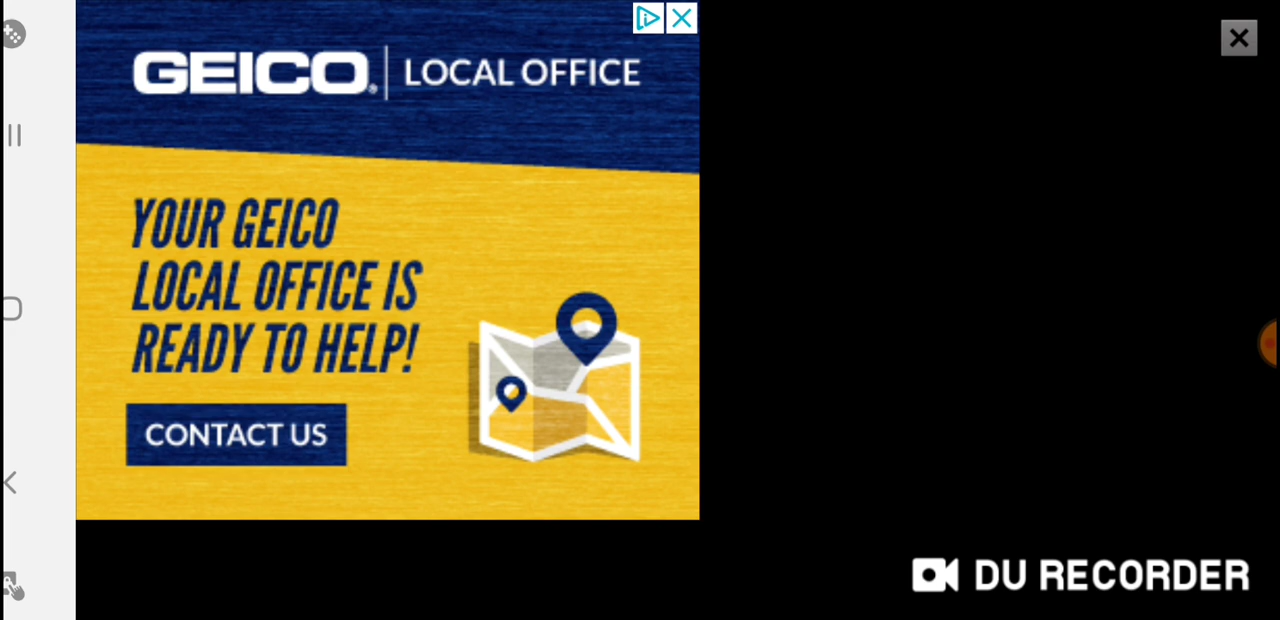 GEICO® LOCAL OFFICE
YOUR GEICO
LOCAL OFFICE IS
READY TO HELP!
CONTACT US
DU RECORDER